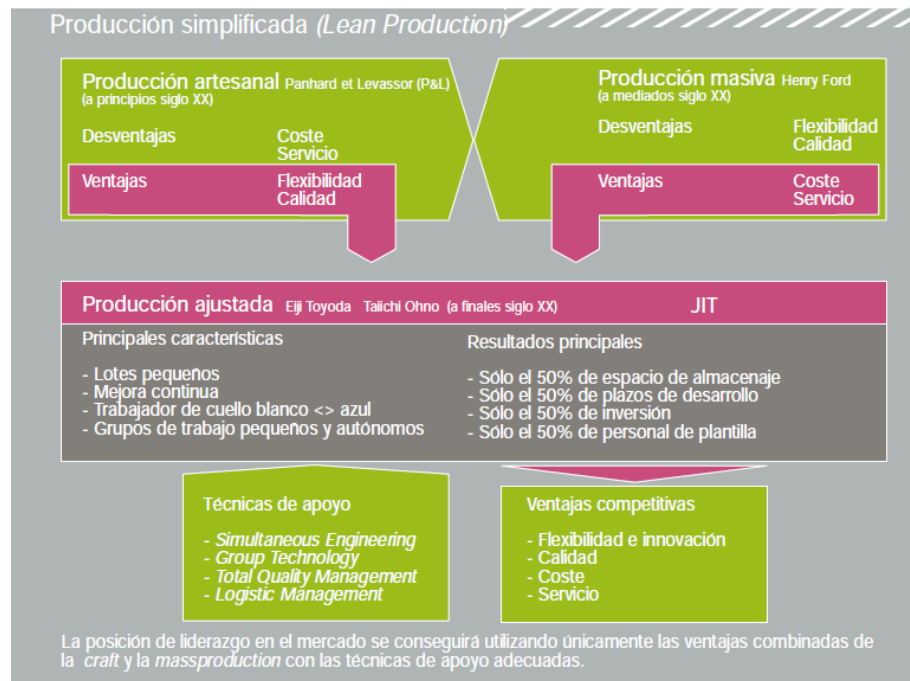 Producción simplificada (Lean Production)
Producción artesanal Panhard et Levassor (P&L)
(a principios siglo XX)
Desventajas Coste
Servicio
Ventajas Flexibilidad
Calidad
Producción masiva Henry Ford
(a mediados siglo XX)
Desventajas Flexibilidad
Calidad
Ventajas Coste
Servicio
Producción ajustada Eiji Toyoda Taiichi Ohno (a finales siglo XX) JIT
Principales características
- Lotes pequeños
- Mejora continua
- Trabajador de cuello blanco <> azul
- Grupos de trabajo pequeños y autónomos
Resultados principales
- Sólo el 50% de espacio de almacenaje
- Sólo el 50% de plazos de desarrollo
- Sólo el 50% de inversión
- Sólo el 50% de personal de plantilla
Técnicas de apoyo
- Simultaneous Engineering
- Group Technology
- Total Quality Management
- Logistic Management
Ventajas competitivas
- Flexibilidad e innovación
- Calidad
- Coste
- Servicio
La posición de liderazgo en el mercado se conseguirá utilizando únicamente las ventajas combinadas de
la craft y la massproduction con las técnicas de apoyo adecuadas.